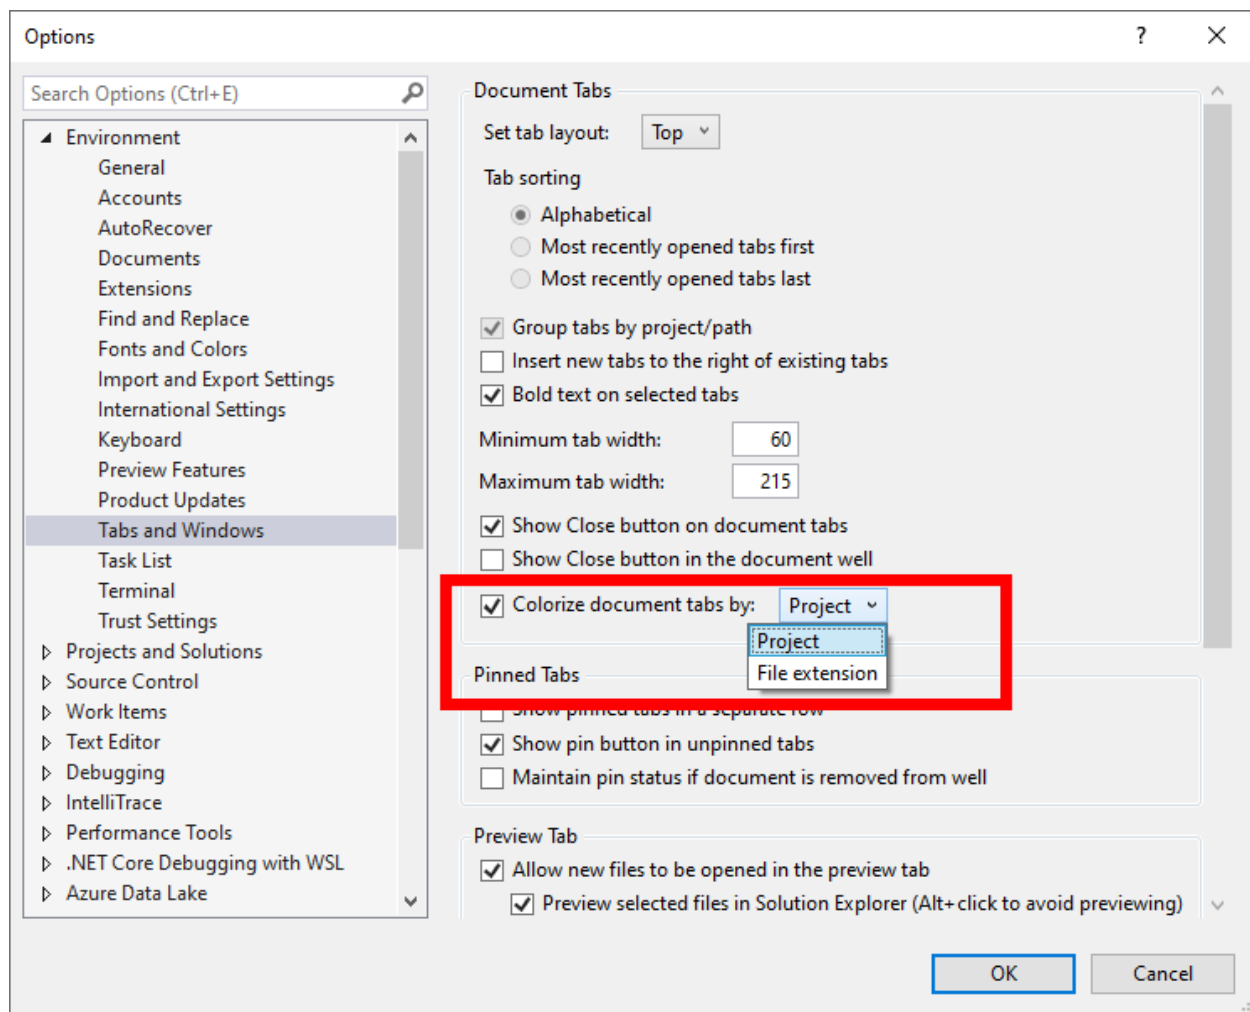 Options
?
Search Options (Ctrl+E)
Environment
General
Accounts
AutoRecover
Documents
Extensions
Find and Replace
Fonts and Colors
Import and Export Settings
International Settings
Keyboard
Preview Features
Product Updates
Tabs and Windows
Task List
Terminal
Trust Settings
Projects and Solutions
Source Control
Work Items
Text Editor
Debugging
IntelliTrace
Performance Tools
.NET Core Debugging with WSL
Azure Data Lake
Document Tabs
Set tab layout: Top
Tab sorting
Alphabetical
Most recently opened tabs first
Most recently opened tabs last
Group tabs by project/path
Insert new tabs to the right of existing tabs
Bold text on selected tabs
Minimum tab width: 60
Maximum tab width: 215
Show Close button on document tabs
Show Close button in the document well
Colorize document tabs by: Project
Project
File extension
Pinned Tabs
Show pinned tabs in a separate row
Show pin button in unpinned tabs
Maintain pin status if document is removed from well
Preview Tab
Allow new files to be opened in the preview tab
Preview selected files in Solution Explorer (Alt+click to avoid previewing)
OK
Cancel